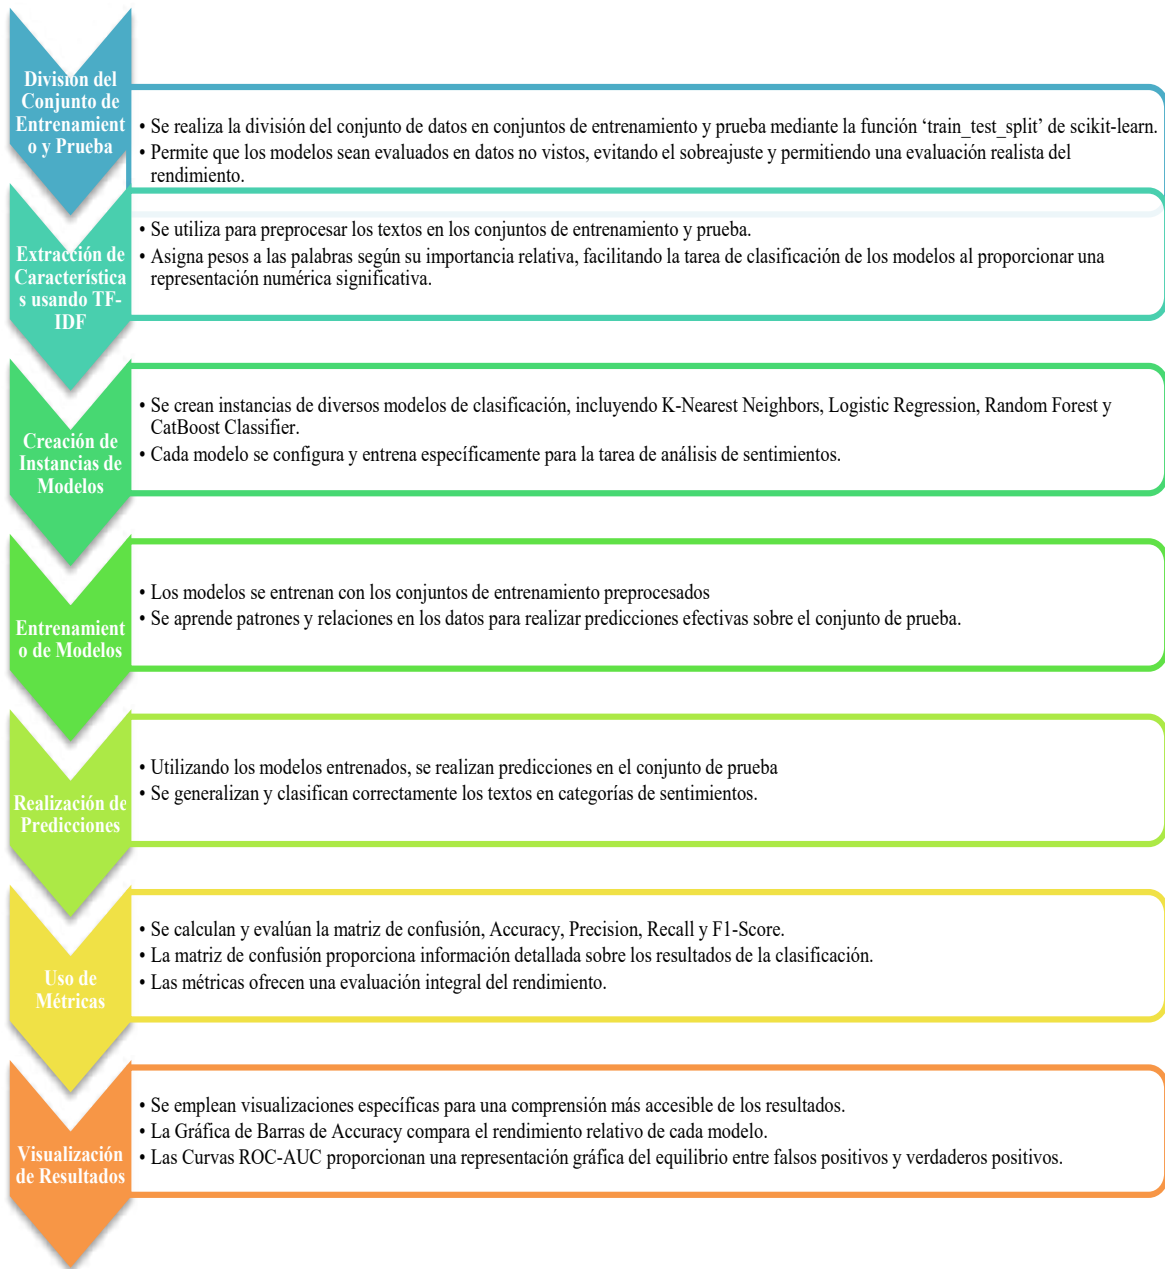 División del
Conjunto de
Entrenamient
o y Prueba
• Se realiza la división del conjunto de datos en conjuntos de entrenamiento y prueba mediante la función ‘train_test_split’ de scikit-learn.
• Permite que los modelos sean evaluados en datos no vistos, evitando el sobreajuste y permitiendo una evaluación realista del
rendimiento.
Extracción de
Característica
s usando TF-
IDF
• Se utiliza para preprocesar los textos en los conjuntos de entrenamiento y prueba.
• Asigna pesos a las palabras según su importancia relativa, facilitando la tarea de clasificación de los modelos al proporcionar una
representación numérica significativa.
Creación de
Instancias de
Modelos
• Se crean instancias de diversos modelos de clasificación, incluyendo K-Nearest Neighbors, Logistic Regression, Random Forest y
CatBoost Classifier.
• Cada modelo se configura y entrena específicamente para la tarea de análisis de sentimientos.
Entrenamient
o de Modelos
• Los modelos se entrenan con los conjuntos de entrenamiento preprocesados
• Se aprende patrones y relaciones en los datos para realizar predicciones efectivas sobre el conjunto de prueba.
Realización de
Predicciones
• Utilizando los modelos entrenados, se realizan predicciones en el conjunto de prueba
• Se generalizan y clasifican correctamente los textos en categorías de sentimientos.
Uso de
Métricas
• Se calculan y evalúan la matriz de confusión, Accuracy, Precision, Recall y F1-Score.
• La matriz de confusión proporciona información detallada sobre los resultados de la clasificación.
• Las métricas ofrecen una evaluación integral del rendimiento.
Visualización
de Resultados
• Se emplean visualizaciones específicas para una comprensión más accesible de los resultados.
• La Gráfica de Barras de Accuracy compara el rendimiento relativo de cada modelo.
• Las Curvas ROC-AUC proporcionan una representación gráfica del equilibrio entre falsos positivos y verdaderos positivos.